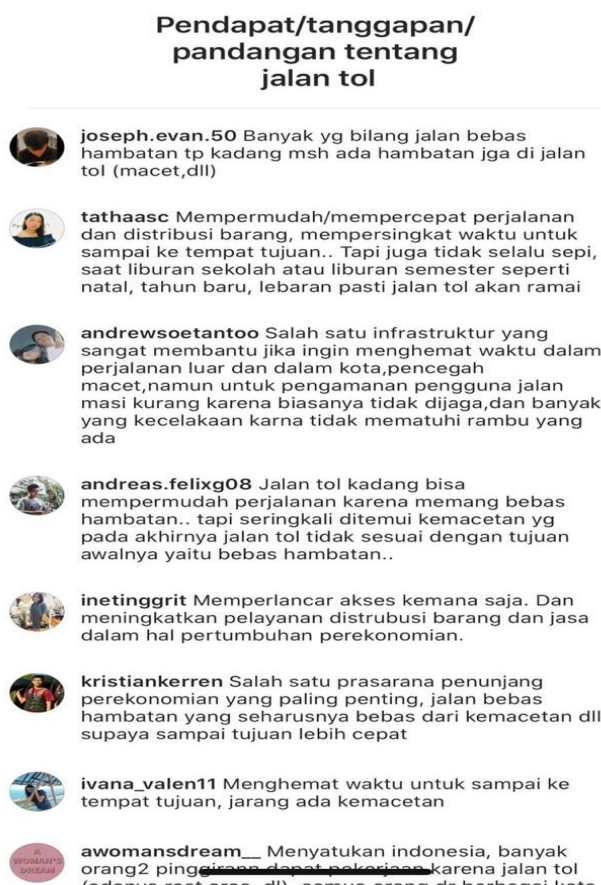 Pendapat/tanggapan/
pandangan tentang
jalan tol
joseph.evan.50 Banyak yg bilang jalan bebas
hambatan tp kadang msh ada hambatan jga di jalan
tol (macet,dll)
tathaasc Mempermudah/mempercepat perjalanan
dan distribusi barang, mempersingkat waktu untuk
sampai ke tempat tujuan.. Tapi juga tidak selalu sepi,
saat liburan sekolah atau liburan semester seperti
natal, tahun baru, lebaran pasti jalan tol akan ramai
andrewsoetantoo Salah satu infrastruktur yang
sangat membantu jika ingin menghemat waktu dalam
perjalanan luar dan dalam kota,pencegah
macet,namun untuk pengamanan pengguna jalan
masi kurang karena biasanya tidak dijaga,dan banyak
yang kecelakaan karna tidak mematuhi rambu yang
ada
andreas.felixg08 Jalan tol kadang bisa
mempermudah perjalanan karena memang bebas
hambatan.. tapi seringkali ditemui kemacetan yg
pada akhirnya jalan tol tidak sesuai dengan tujuan
awalnya yaitu bebas hambatan..
inetinggrit Memperlancar akses kemana saja. Dan
meningkatkan pelayanan distrubusi barang dan jasa
dalam hal pertumbuhan perekonomian.
kristiankerren Salah satu prasarana penunjang
perekonomian yang paling penting, jalan bebas
hambatan yang seharusnya bebas dari kemacetan dll
supaya sampai tujuan lebih cepat
ivana_valen11 Menghemat waktu untuk sampai ke
tempat tujuan, jarang ada kemacetan
A
WOMAN'S
DREAM
awomansdream__ Menyatukan indonesia, banyak
orang2 pinggirann dapat pekerjaan karena jalan tol